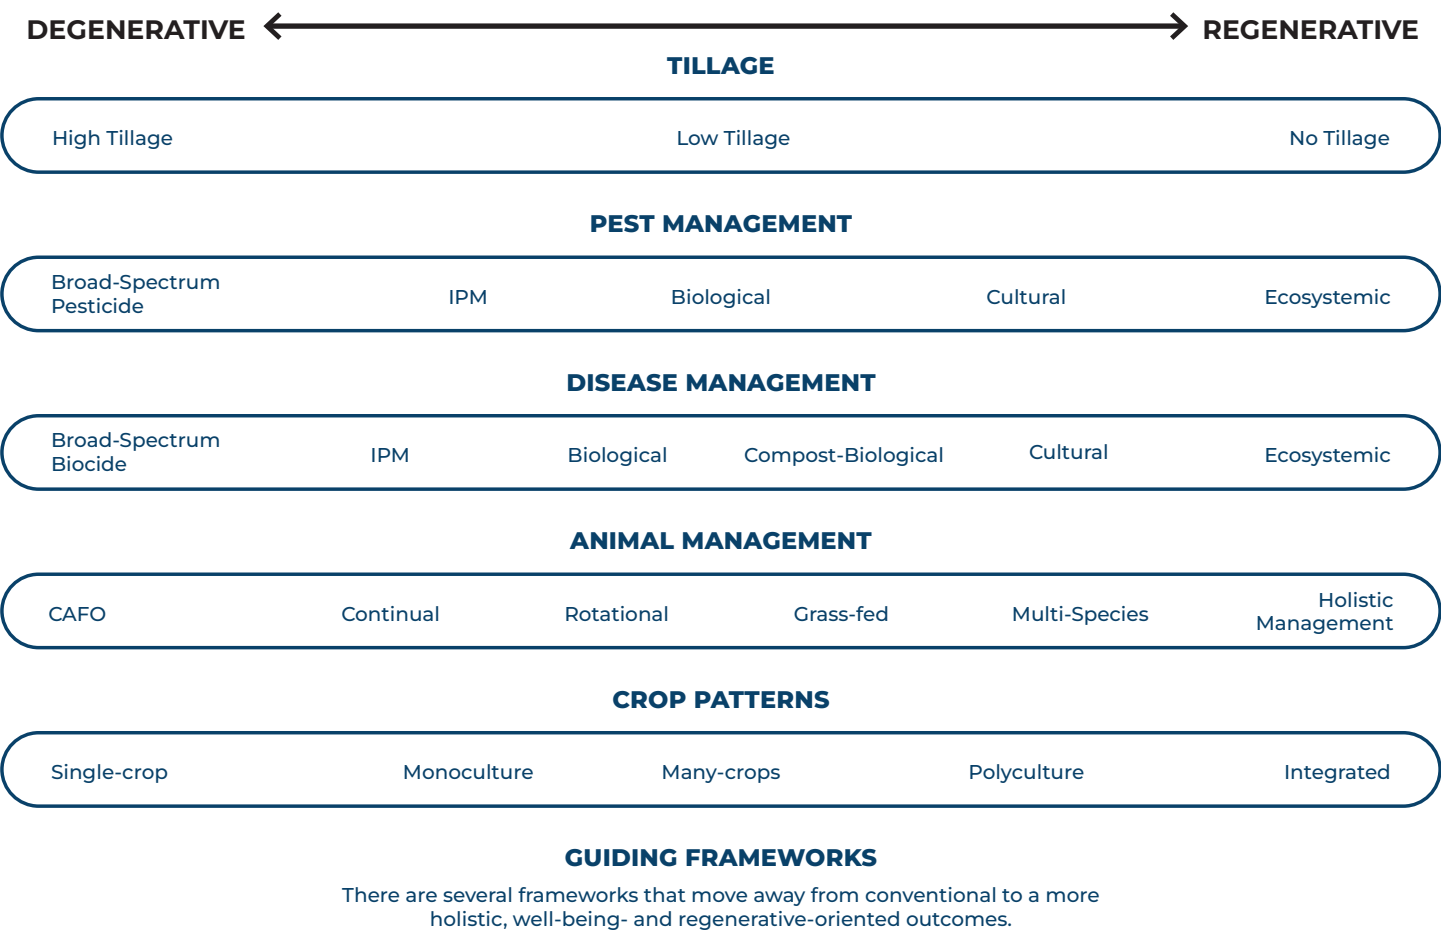 DEGENERATIVE REGENERATIVE
TILLAGE
High Tillage Low Tillage No Tillage
PEST MANAGEMENT
Broad-Spectrum
Pesticide IPM Biological Cultural Ecosystemic
DISEASE MANAGEMENT
Broad-Spectrum
Biocide IPM Biological Compost-Biological Cultural Ecosystemic
ANIMAL MANAGEMENT
CAFO Continual Rotational Grass-fed Multi-Species Holistic
Management
CROP PATTERNS
Single-crop Monoculture Many-crops Polyculture Integrated
GUIDING FRAMEWORKS
There are several frameworks that move away from conventional to a more
holistic, well-being- and regenerative-oriented outcomes.